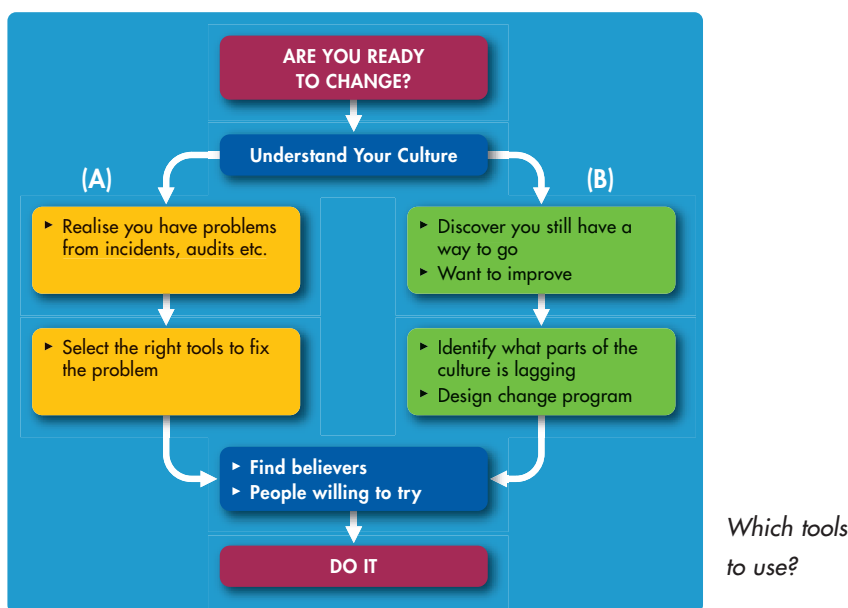 ARE YOU READY
TO CHANGE?
Understand Your Culture
(A)
(B)
▸ Realise you have problems
from incidents, audits etc.
▸ Discover you still have a
way to go
▸ Want to improve
▸ Select the right tools to fix
the problem
▸ Identify what parts of the
culture is lagging
▸ Design change program
▸ Find believers
▸ People willing to try
DO IT
Which tools
to use?